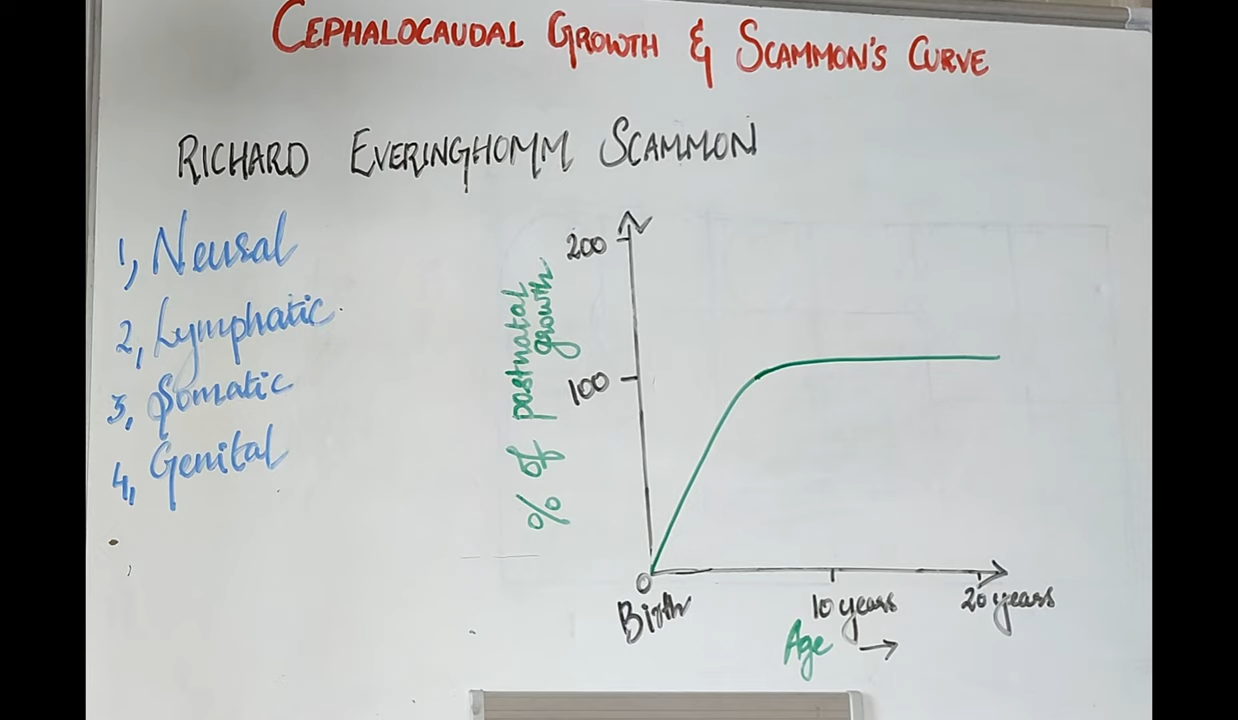 CEPHALOCAUDAL GROWTH & SCAMMON'S CURVE
RICHARD EVERINGHOMM SCAMMON
1, Neural
2, Lymphatic
3, Somatic
4, Genital
% of postnatal
growth
200
100
0
Birth
10 years
20 years
Age →